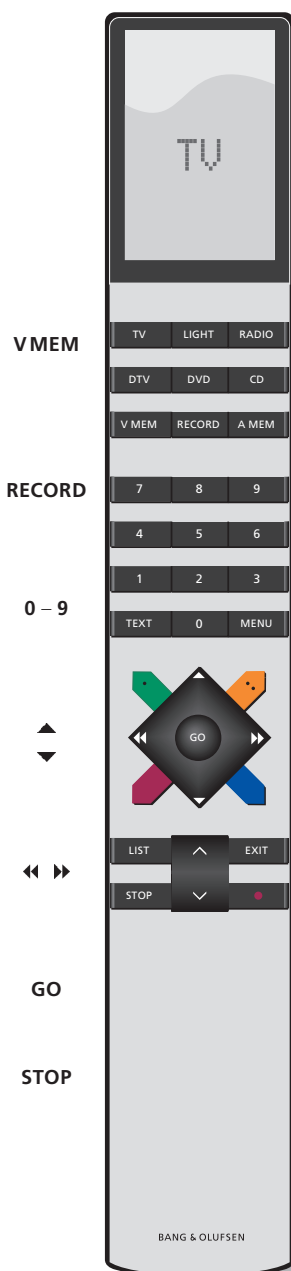 TV
V MEM
TV LIGHT RADIO
DTV DVD CD
V MEM RECORD A MEM
RECORD
7 8 9
4 5 6
1 2 3
0 – 9
TEXT 0 MENU
GO
LIST EXIT
STOP
GO
STOP
BANG & OLUFSEN